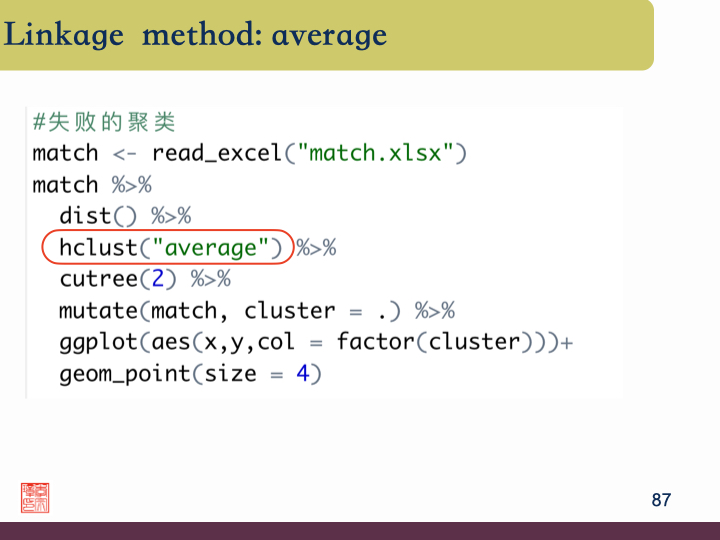 Linkage method: average
#失败的聚类
match <- read_excel("match.xlsx")
match %>%
  dist() %>%
  hclust("average") %>%
  cutree(2) %>%
  mutate(match, cluster = .) %>%
  ggplot(aes(x,y,col = factor(cluster)))+
  geom_point(size = 4)
87